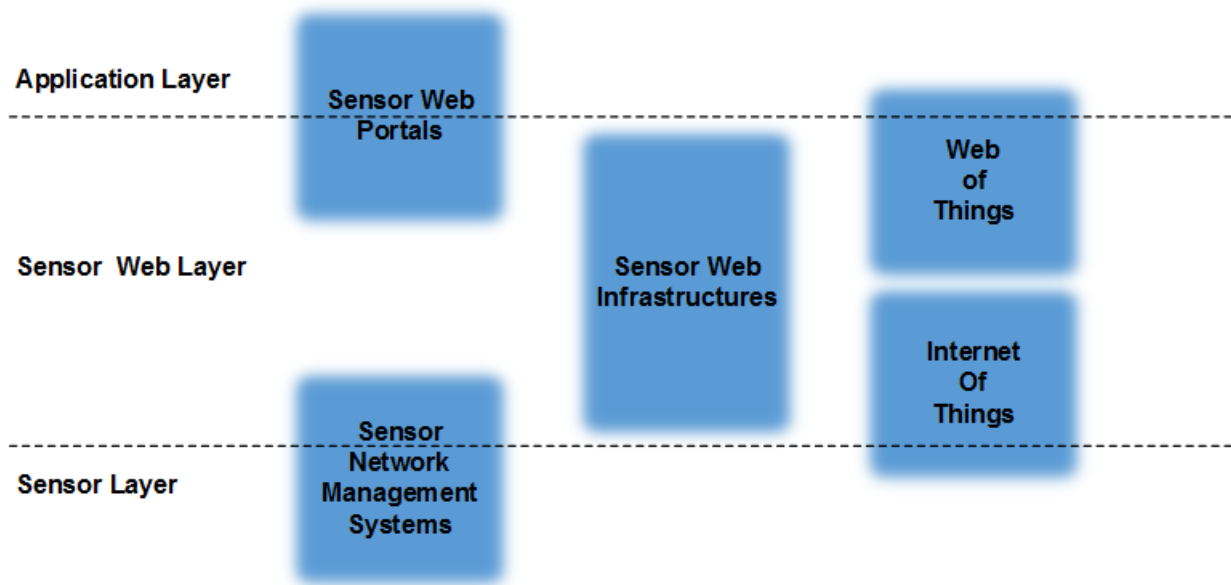 Application Layer
Sensor Web
Portals
Web
of
Things
Sensor  Web Layer
Sensor Web
Infrastructures
Internet
Of
Things
Sensor Layer
Sensor
Network
Management
Systems